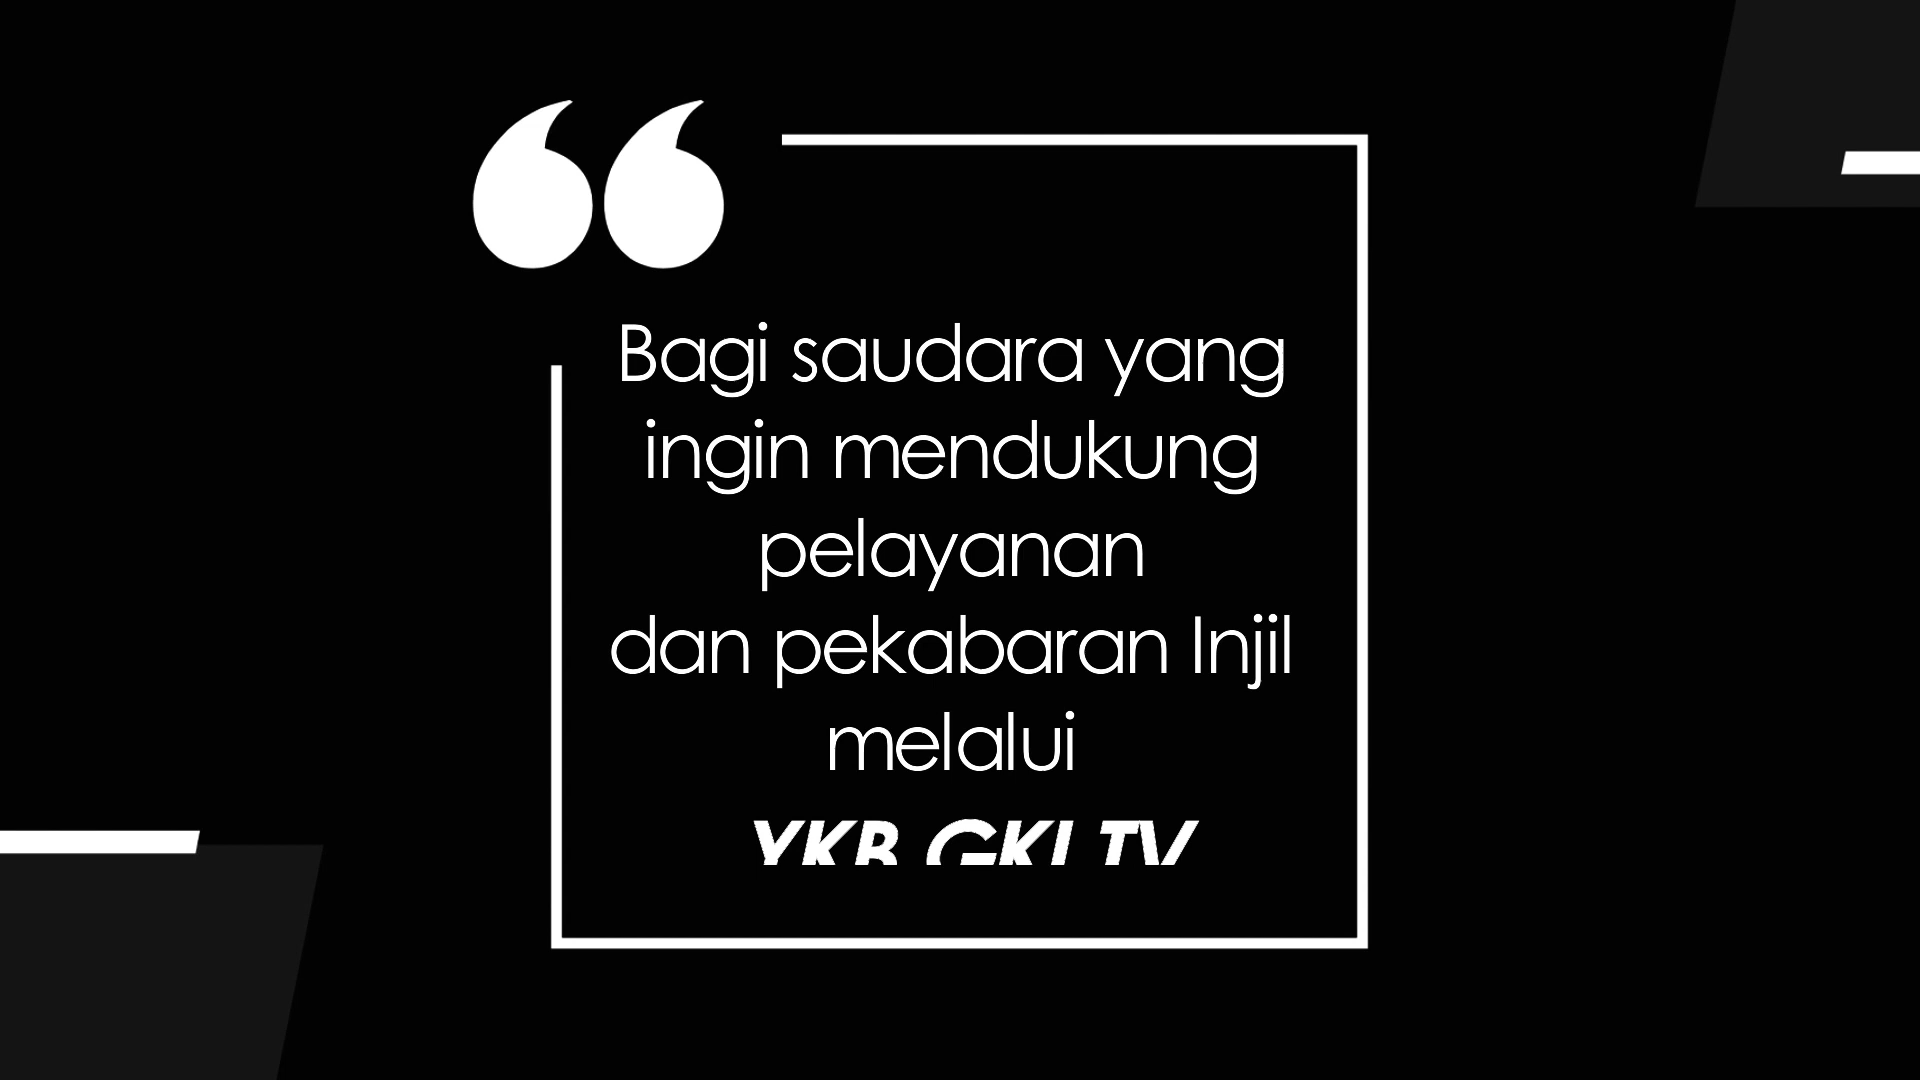 Bagi saudara yang
ingin mendukung
pelayanan
dan pekabaran Injil
melalui
YKB GKI TV